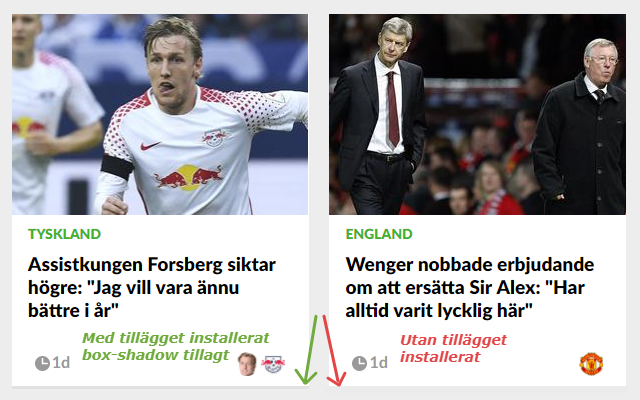 TYSKLAND
Assistkungen Forsberg siktar
högre: "Jag vill vara ännu
bättre i år"
Med tillägget installerat
box-shadow tillagt
1d
ENGLAND
Wenger nobbade erbjudande
om att ersätta Sir Alex: "Har
alltid varit lycklig här"
Utan tillägget
installerat
1d